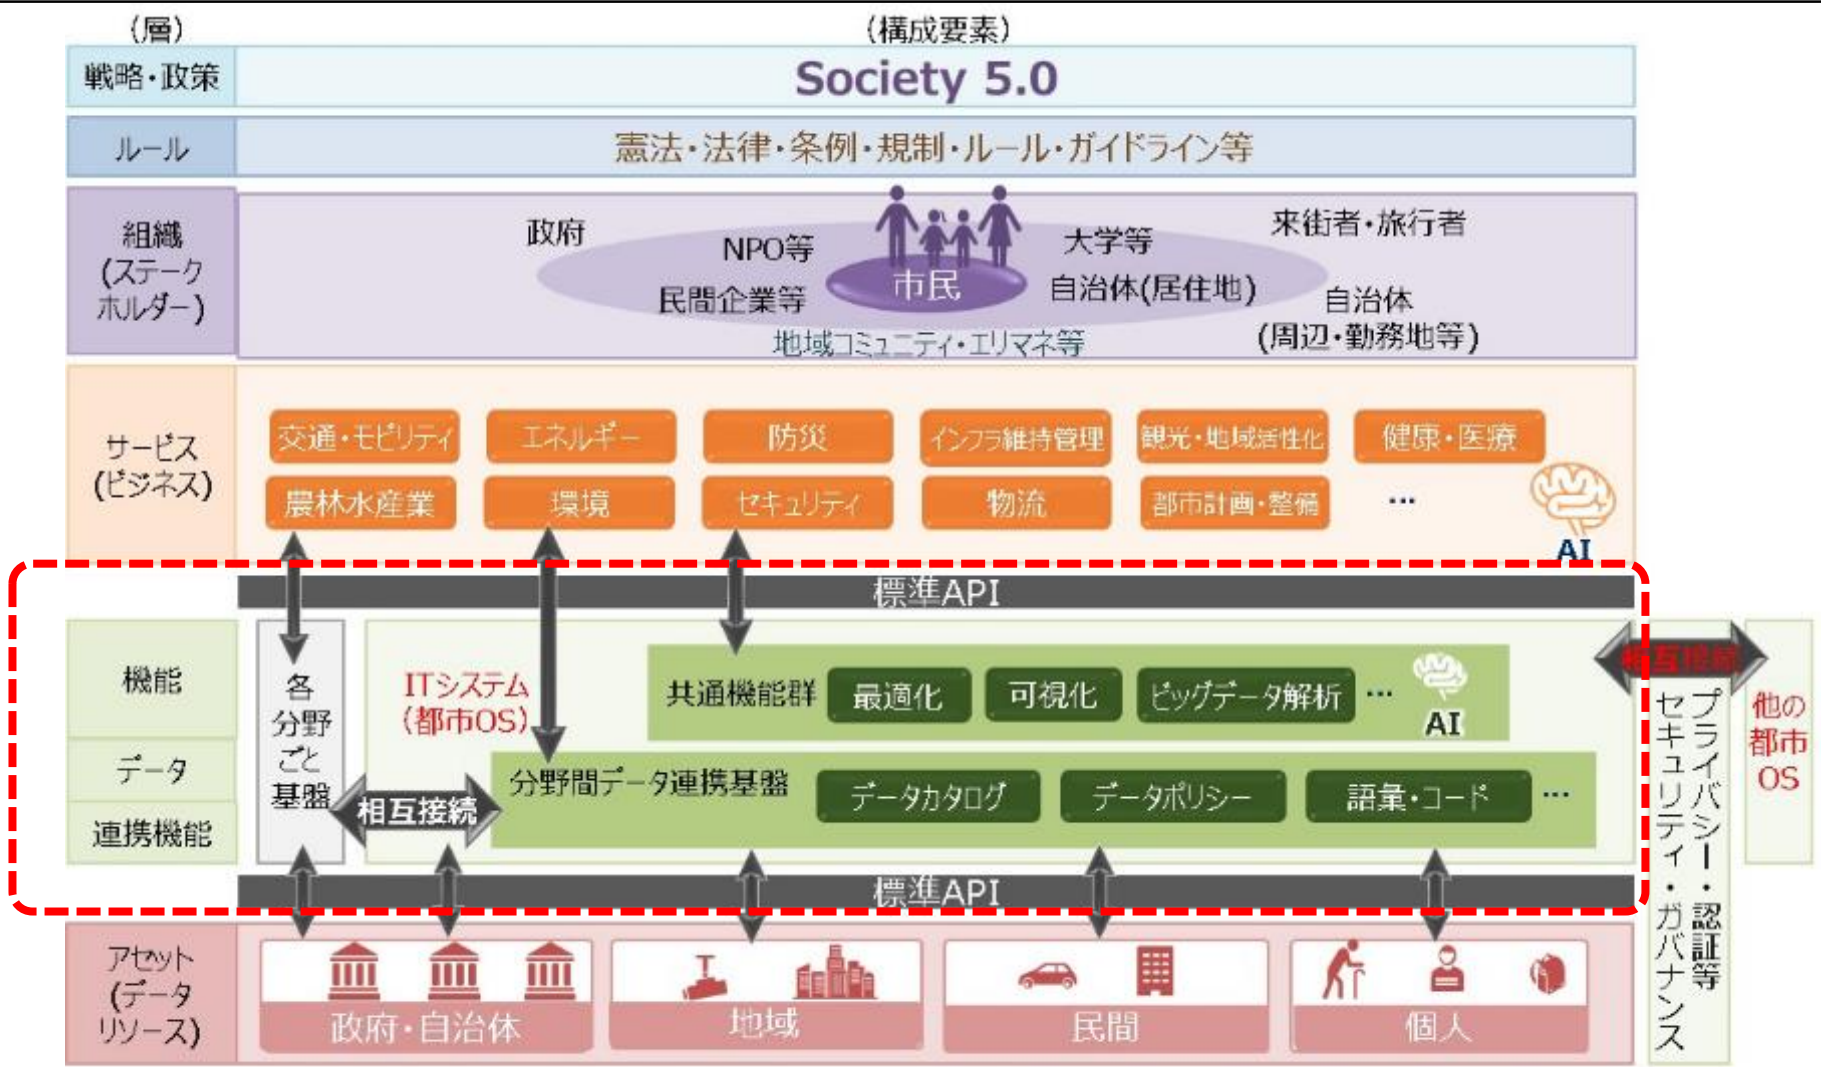 (層)
(構成要素)
戦略・政策
Society 5.0
ルール
憲法・法律・条例・規制・ルール・ガイドライン等
組織
(ステーク
ホルダー)
政府
NPO等
民間企業等
市民
大学等
自治体(居住地)
来街者・旅行者
自治体
(周辺・勤務地等)
地域コミュニティ・エリマネ等
サービス
(ビジネス)
交通・モビリティ
エネルギー
防災
インフラ維持管理
観光・地域活性化
健康・医療
農林水産業
環境
セキュリティ
物流
都市計画・整備
…
AI
標準API
機能
データ
連携機能
各
分野
ごと
基盤
ITシステム
(都市OS)
共通機能群
最適化
可視化
ビッグデータ解析
…
AI
相互接続
分野間データ連携基盤
データカタログ
データポリシー
語彙・コード
…
標準API
相互接続
プライバシー・認証等
セキュリティ・ガバナンス
他の
都市
OS
アセット
(データ
リソース)
政府・自治体
地域
民間
個人